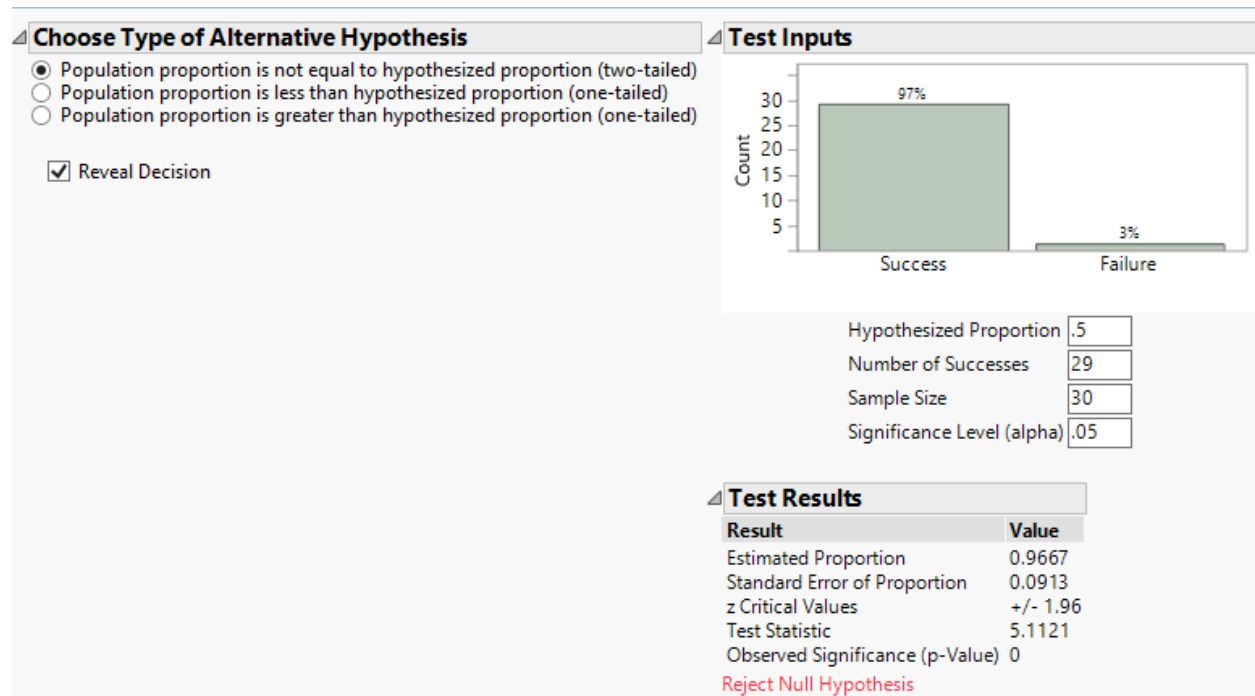 Choose Type of Alternative Hypothesis
Population proportion is not equal to hypothesized proportion (two-tailed)
Population proportion is less than hypothesized proportion (one-tailed)
Population proportion is greater than hypothesized proportion (one-tailed)
Reveal Decision
Test Inputs
30
25
20
15
10
5
Count
97%
3%
Success Failure
Hypothesized Proportion .5
Number of Successes 29
Sample Size 30
Significance Level (alpha) .05
Test Results
Result Value
Estimated Proportion 0.9667
Standard Error of Proportion 0.0913
z Critical Values +/- 1.96
Test Statistic 5.1121
Observed Significance (p-Value) 0
Reject Null Hypothesis